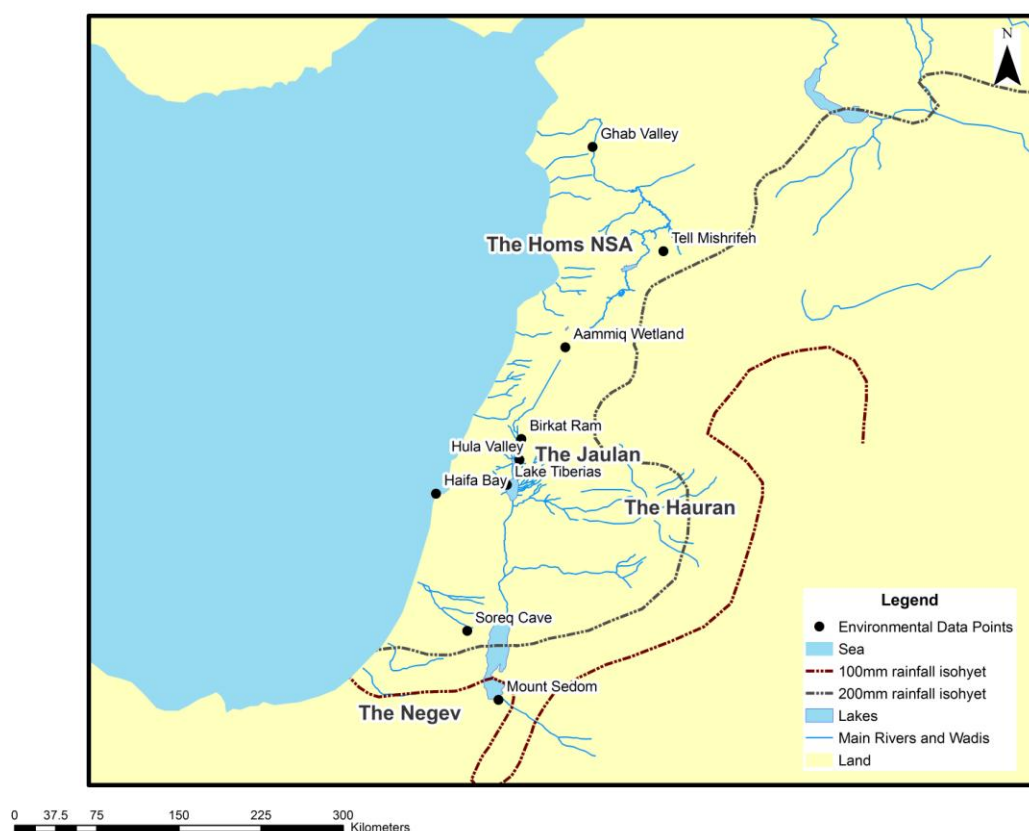 N
Ghab Valley
The Homs NSA
Tell Mishrifeh
Aammiq Wetland
Birkat Ram
Hula Valley
The Jaulan
Lake Tiberias
Haifa Bay
The Hauran
Soreq Cave
Mount Sedom
The Negev
Legend
Environmental Data Points
Sea
100mm rainfall isohyet
200mm rainfall isohyet
Lakes
Main Rivers and Wadis
Land
0 37.5 75 150 225 300
Kilometers